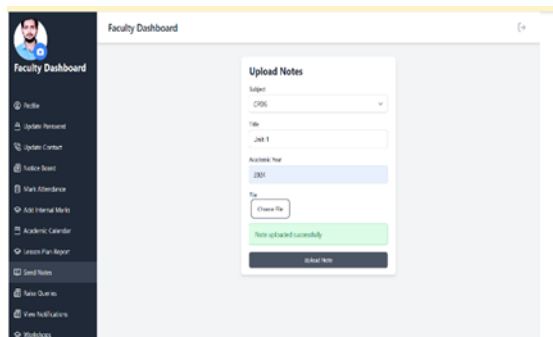 Faculty Dashboard
Faculty Dashboard
Profile
Update Password
Update Contact
Notice Board
Mark Attendance
Add Internal Marks
Academic Calendar
Lesson Plan Report
Send Notes
Raise Queries
View Notifications
Workshops
Upload Notes
Subject
Title
Unit 1
Academic Year
File
Choose File
Note uploaded successfully
Upload Note